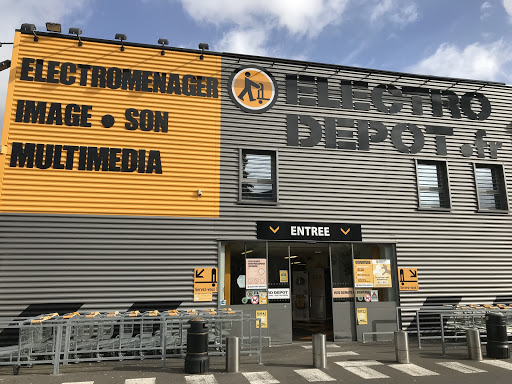 ELECTROMENAGER
IMAGE • SON
MULTIMEDIA
ELECTRO
DEPOT.fr
ENTREE